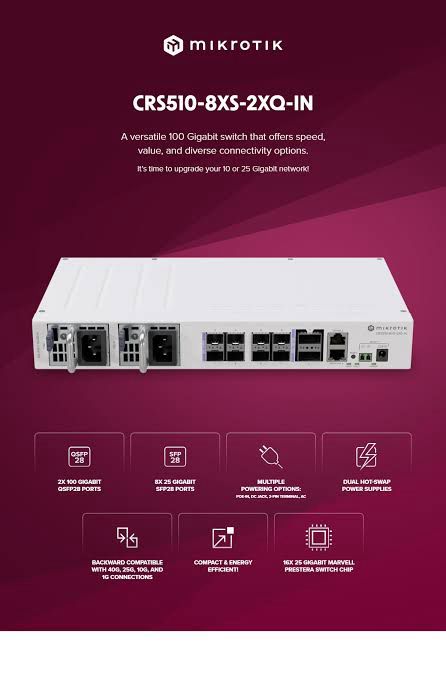 MIKROTIK
CRS510-8XS-2XQ-IN
A versatile 100 Gigabit switch that offers speed,
value, and diverse connectivity options.
It's time to upgrade your 10 or 25 Gigabit network!
MIKROTIK
QSFP
28
2X 100 GIGABIT
QSFP28 PORTS
SFP
28
8X 25 GIGABIT
SFP28 PORTS
MULTIPLE
POWERING OPTIONS:
POE-IN, DC JACK, 2-PIN TERMINAL, AC
DUAL HOT-SWAP
POWER SUPPLIES
BACKWARD COMPATIBLE
WITH 40G, 25G, 10G, AND
1G CONNECTIONS
COMPACT & ENERGY
EFFICIENT!
16X 25 GIGABIT MARVELL
PRESTERA SWITCH CHIP